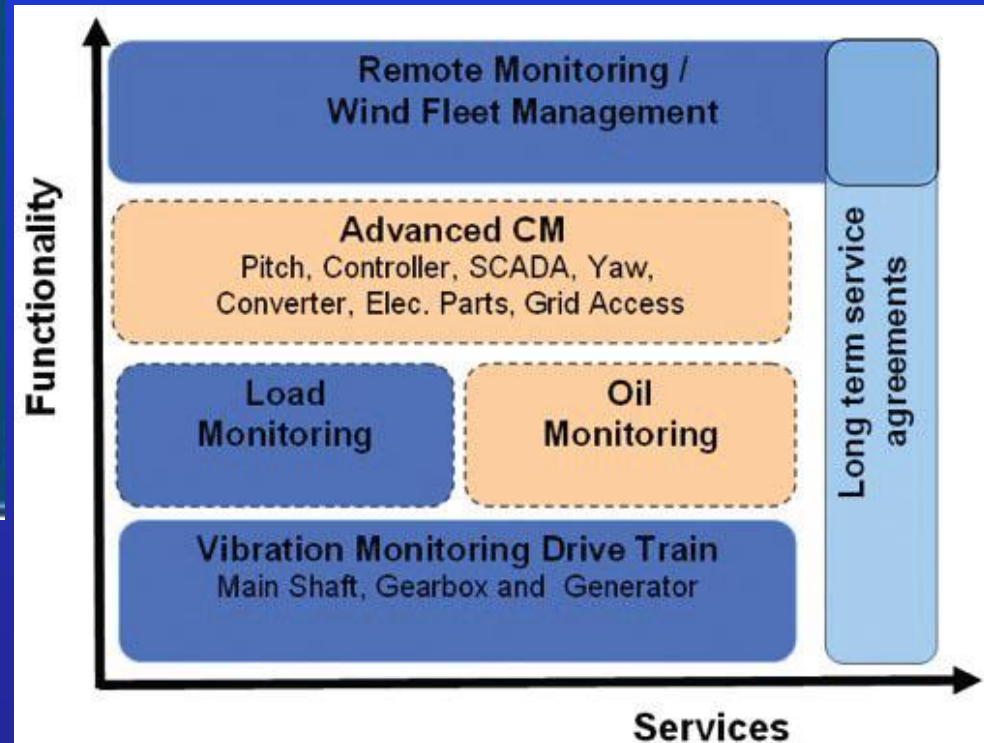 Functionality
Remote Monitoring /
Wind Fleet Management
Advanced CM
Pitch, Controller, SCADA, Yaw,
Converter, Elec. Parts, Grid Access
Load
Monitoring
Oil
Monitoring
Vibration Monitoring Drive Train
Main Shaft, Gearbox and Generator
Long term service
agreements
Services